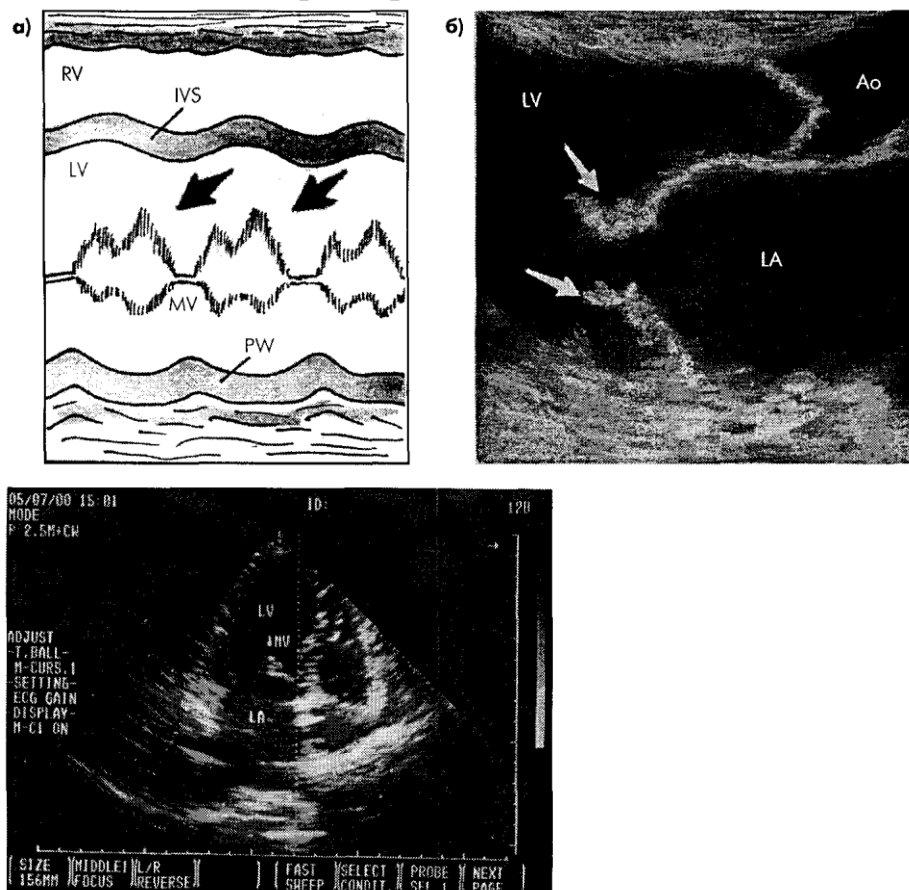 а)
RV
IVS
LV
MV
PW
б)
LV
Ao
LA
05/07/00 15:01
ID:
120
MODE
P 2.5M+CW
LV
MV
ADJUST
-T.BALL-
M-CURS.1
-SETTING-
ECG GAIN
DISPLAY-
M-C1 ON
LA
SIZE 156MM
MIDDLE1 FOCUS
L/R REVERSE
FAST SWEEP
SELECT CONDIT
PROBE SEL 1
NEXT PAGE